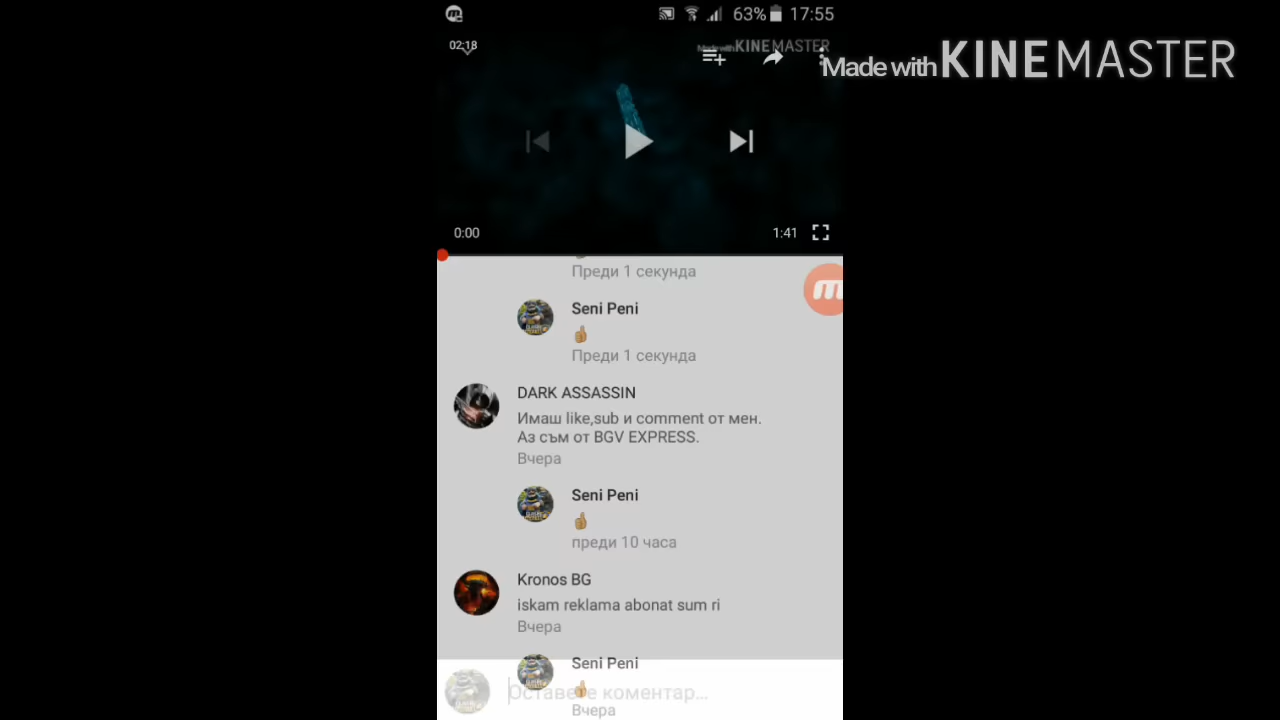 63% 17:55
02:18
Made with KINEMASTER
Made with KINEMASTER
0:00
1:41
Преди 1 секунда
Seni Peni
Преди 1 секунда
DARK ASSASSIN
Имаш like,sub и comment от мен.
Аз съм от BGV EXPRESS.
Вчера
Seni Peni
преди 10 часа
Kronos BG
iskam reklama abonat sum ri
Вчера
Seni Peni
Оставете коментар...
Вчера